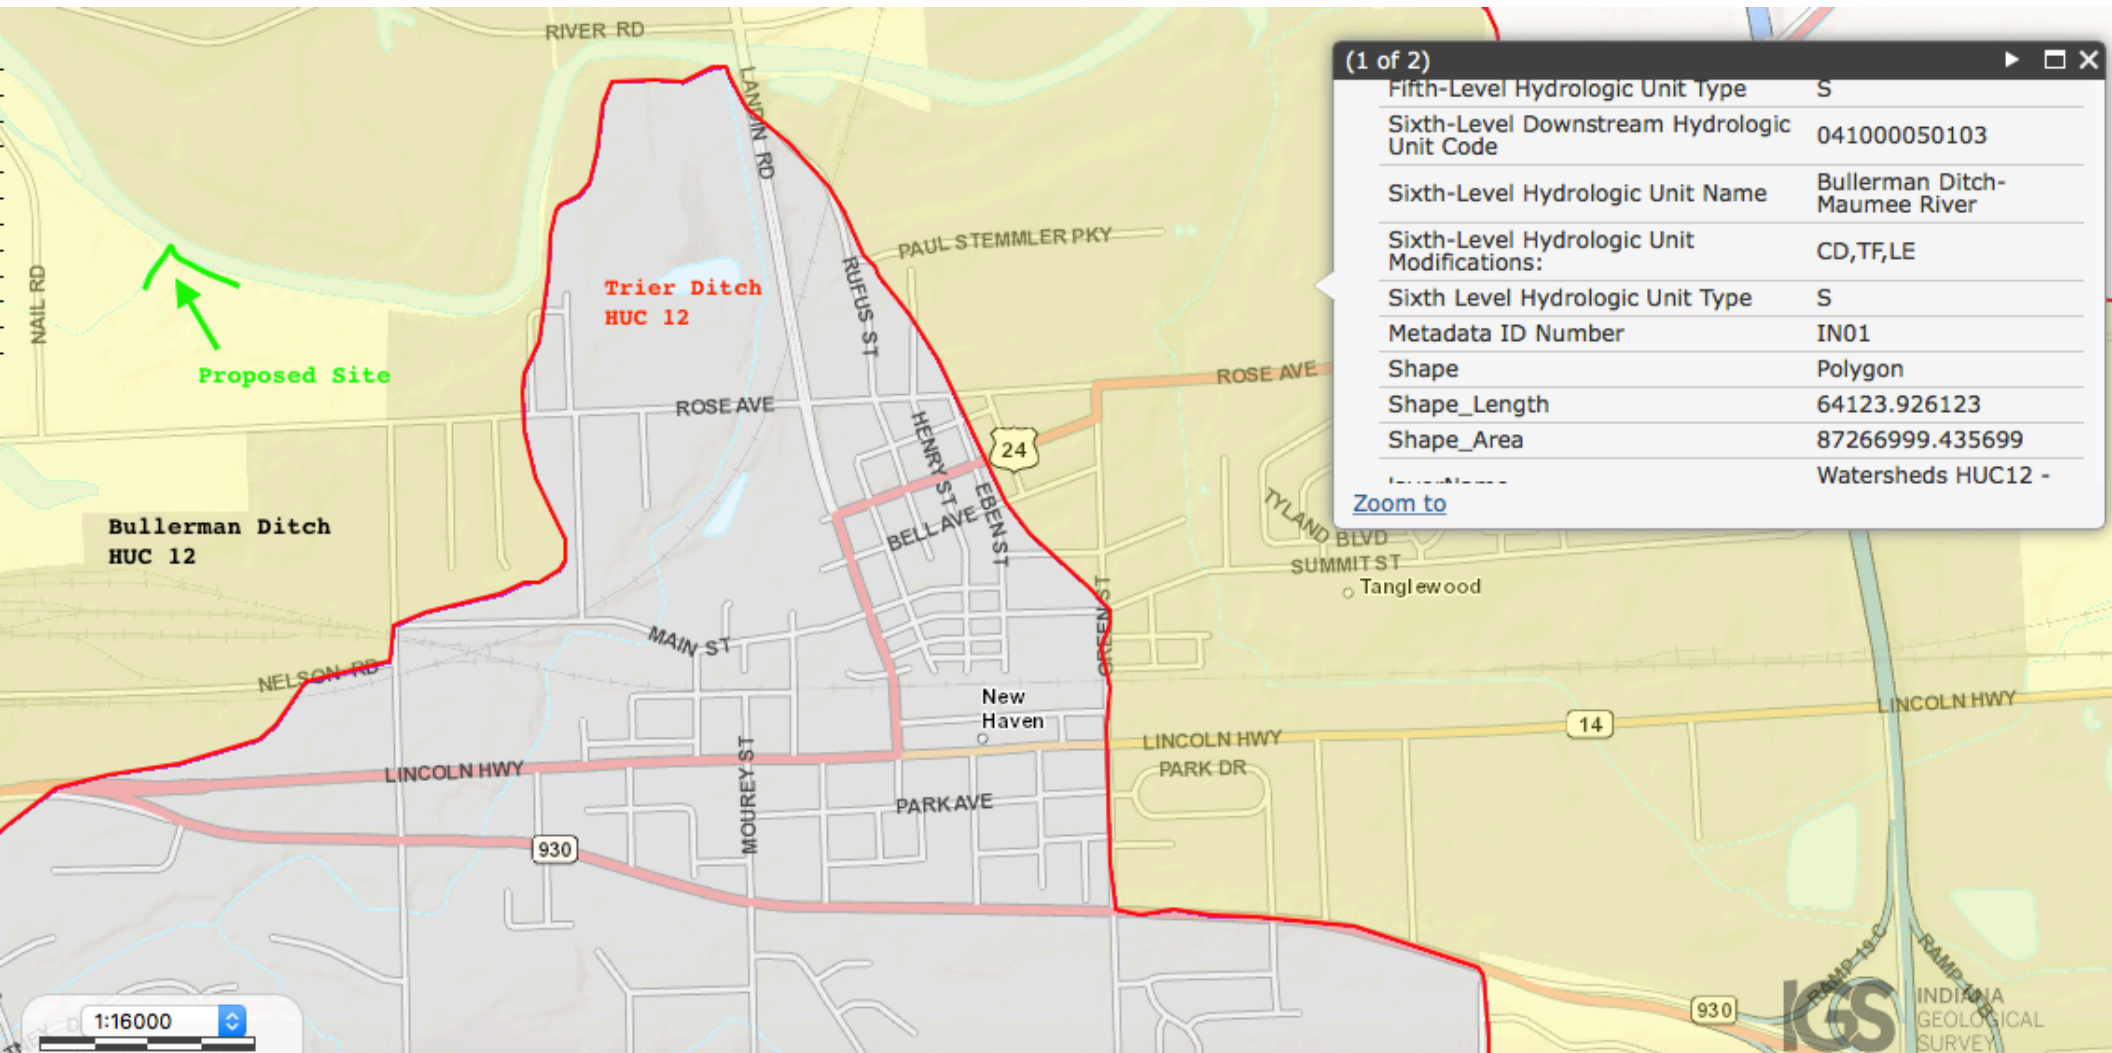 RIVER RD
LANDIN RD
NAIL RD
Proposed Site
Trier Ditch
HUC 12
PAUL STEMMLER PKY
RUFUS ST
ROSE AVE
ROSE AVE
HENRY ST
24
EBEN ST
BELL AVE
Bullerman Ditch
HUC 12
TYLAND BLVD
SUMMIT ST
Tanglewood
GREEN ST
MAIN ST
NELSON RD
New
Haven
LINCOLN HWY
14
LINCOLN HWY
PARK DR
LINCOLN HWY
MOUREY ST
PARK AVE
930
930
RAMP 19 C
RAMP
1:16000
IGS
INDIANA
GEOLOGICAL
SURVEY
(1 of 2)
Fifth-Level Hydrologic Unit Type S
Sixth-Level Downstream Hydrologic
Unit Code 041000050103
Sixth-Level Hydrologic Unit Name Bullerman Ditch-
Maumee River
Sixth-Level Hydrologic Unit
Modifications: CD,TF,LE
Sixth Level Hydrologic Unit Type S
Metadata ID Number IN01
Shape Polygon
Shape_Length 64123.926123
Shape_Area 87266999.435699
Watersheds HUC12 -
Zoom to